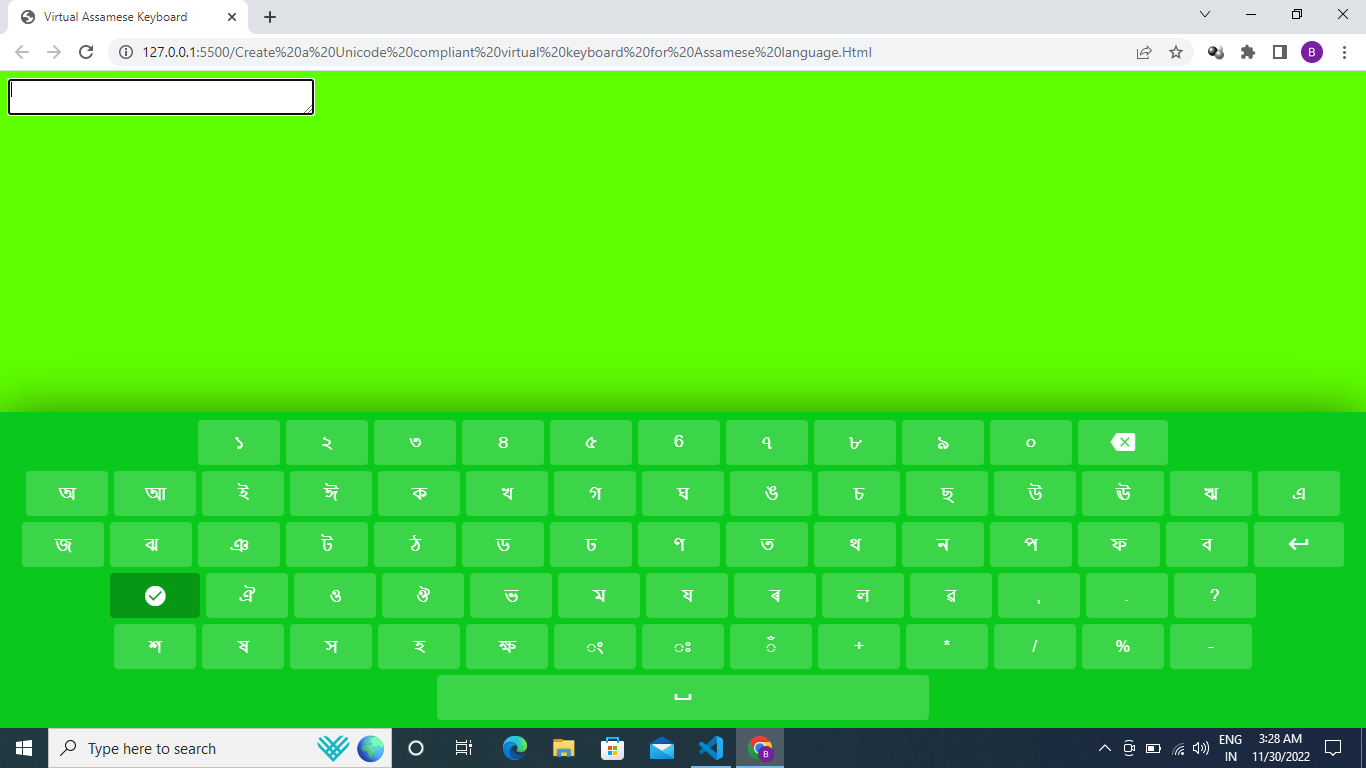 Virtual Assamese Keyboard
127.0.0.1:5500/Create%20a%20Unicode%20compliant%20virtual%20keyboard%20for%20Assamese%20language.Html
B
১ ২ ৩ ৪ ৫ 6 ৭ ৮ ৯ ০
অ আ ই ঈ ক খ গ ঘ ঙ চ ছ উ ঊ ঋ এ
জ ঝ ঞ ট ঠ ড ঢ ণ ত থ ন প ফ ব
ঐ ও ঔ ভ ম য ৰ ল ৱ , . ?
শ ষ স হ ক্ষ ং ঃ ঁ + * / % -
Type here to search
B
ENG
IN
3:28 AM
11/30/2022